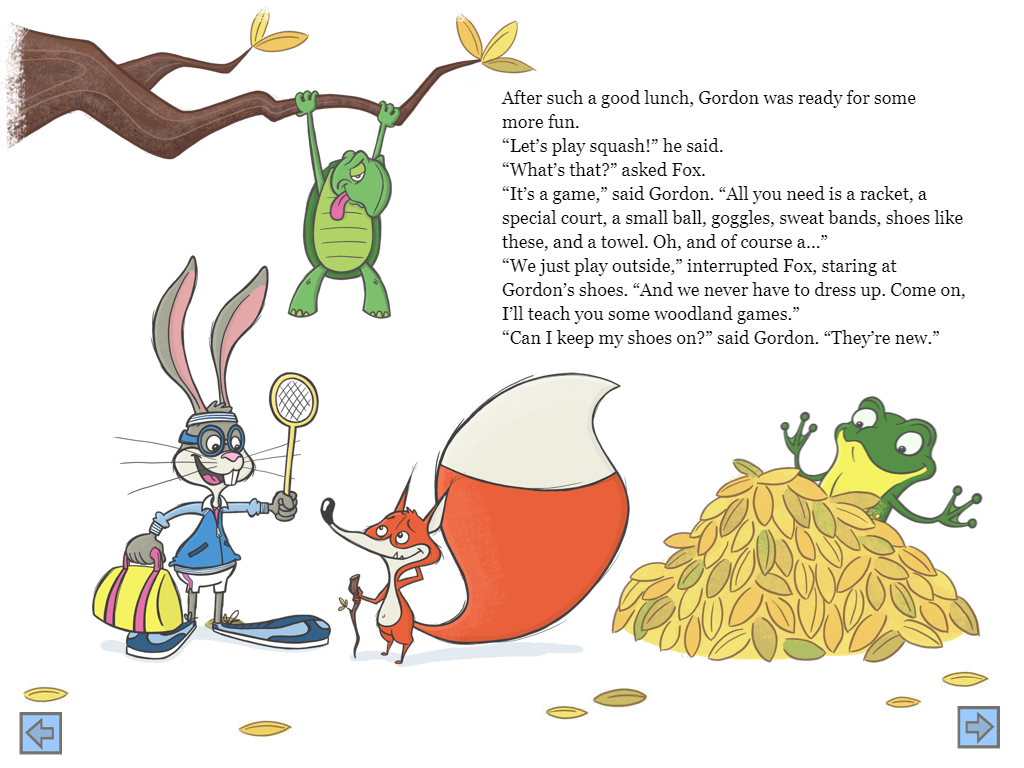 After such a good lunch, Gordon was ready for some
more fun.
“Let’s play squash!” he said.
“What’s that?” asked Fox.
“It’s a game,” said Gordon. “All you need is a racket, a
special court, a small ball, goggles, sweat bands, shoes like
these, and a towel. Oh, and of course a...”
“We just play outside,” interrupted Fox, staring at
Gordon’s shoes. “And we never have to dress up. Come on,
I’ll teach you some woodland games.”
“Can I keep my shoes on?” said Gordon. “They’re new.”